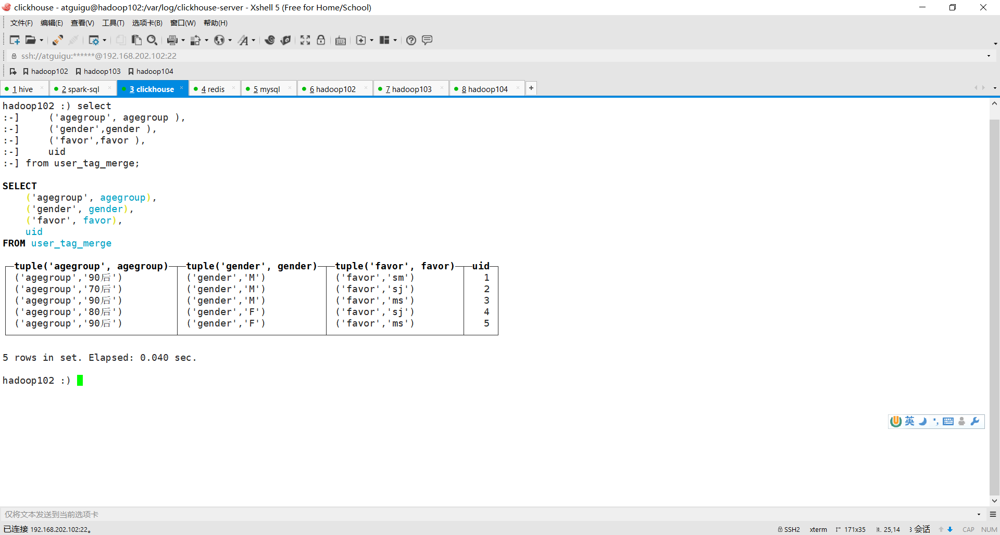 clickhouse - atguigu@hadoop102:/var/log/clickhouse-server - Xshell 5 (Free for Home/School)
文件(F) 编辑(E) 查看(V) 工具(T) 选项卡(B) 窗口(W) 帮助(H)
ssh://atguigu:******@192.168.202.102:22
hadoop102 hadoop103 hadoop104
1 hive 2 spark-sql 3 clickhouse 4 redis 5 mysql 6 hadoop102 7 hadoop103 8 hadoop104 +
hadoop102 :) select
:-]     ('agegroup', agegroup ),
:-]     ('gender',gender ),
:-]     ('favor',favor ),
:-]     uid
:-] from user_tag_merge;
SELECT
    ('agegroup', agegroup),
    ('gender', gender),
    ('favor', favor),
    uid
FROM user_tag_merge
tuple('agegroup', agegroup) tuple('gender', gender) tuple('favor', favor) uid
('agegroup','90后') ('gender','M') ('favor','sm') 1
('agegroup','70后') ('gender','M') ('favor','sj') 2
('agegroup','90后') ('gender','M') ('favor','ms') 3
('agegroup','80后') ('gender','F') ('favor','sj') 4
('agegroup','90后') ('gender','F') ('favor','ms') 5
5 rows in set. Elapsed: 0.040 sec.
hadoop102 :)
英
仅将文本发送到当前选项卡
已连接 192.168.202.102:22。 SSH2 xterm 171x35 25,14 3 会话 CAP NUM